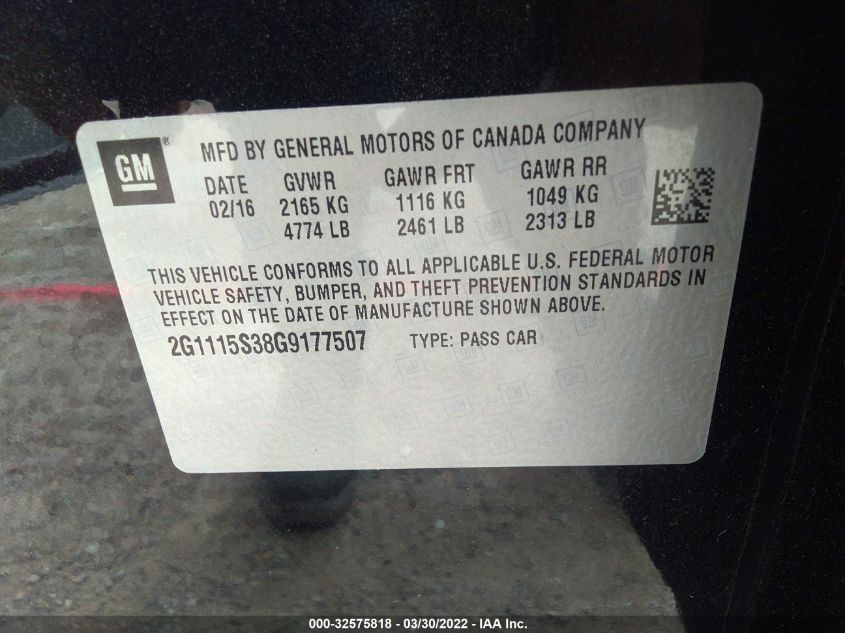 GM ®
MFD BY GENERAL MOTORS OF CANADA COMPANY
DATE GVWR GAWR FRT GAWR RR
02/16 2165 KG 1116 KG 1049 KG
4774 LB 2461 LB 2313 LB
THIS VEHICLE CONFORMS TO ALL APPLICABLE U.S. FEDERAL MOTOR
VEHICLE SAFETY, BUMPER, AND THEFT PREVENTION STANDARDS IN
EFFECT ON THE DATE OF MANUFACTURE SHOWN ABOVE.
2G1115S38G9177507 TYPE: PASS CAR
000-32575818 - 03/30/2022 - IAA Inc.